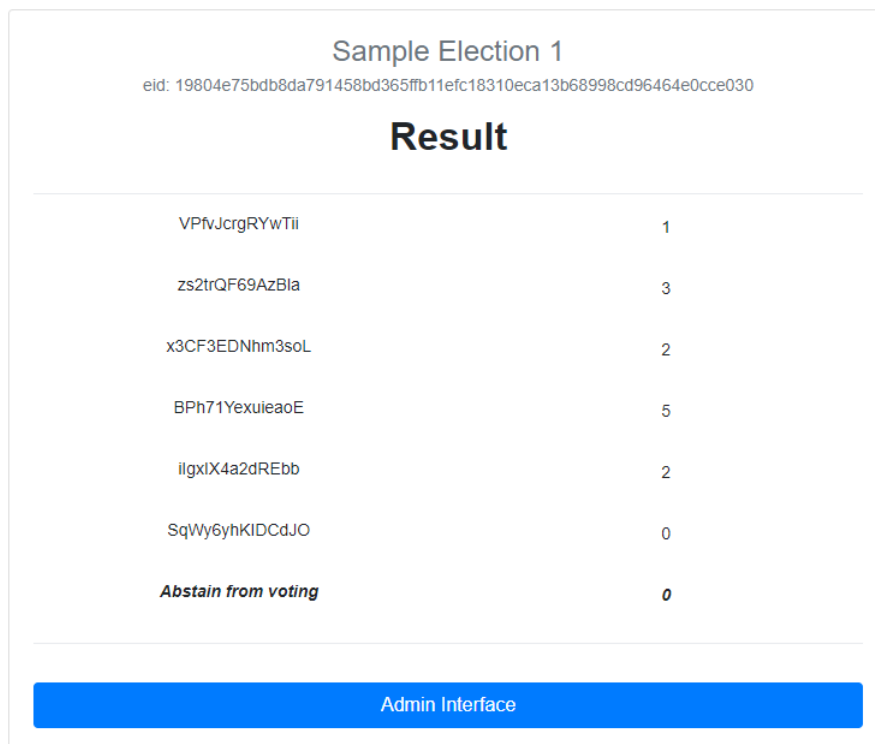 Sample Election 1
eid: 19804e75bdb8da791458bd365ffb11efc18310eca13b68998cd96464e0cce030
Result
VPfvJcrgRYwTii 1
zs2trQF69AzBla 3
x3CF3EDNhm3soL 2
BPh71YexuieaoE 5
ilgxIX4a2dREbb 2
SqWy6yhKIDCdJO 0
Abstain from voting 0
Admin Interface